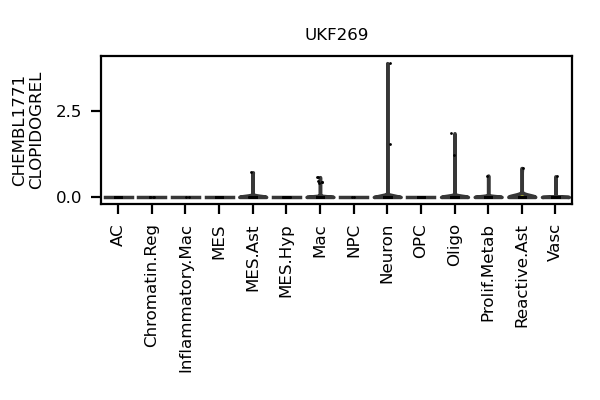 UKF269
CHEMBL1771
CLOPIDOGREL
2.5
0.0
AC
Chromatin.Reg
Inflammatory.Mac
MES
MES.Ast
MES.Hyp
Mac
NPC
Neuron
OPC
Oligo
Prolif.Metab
Reactive.Ast
Vasc